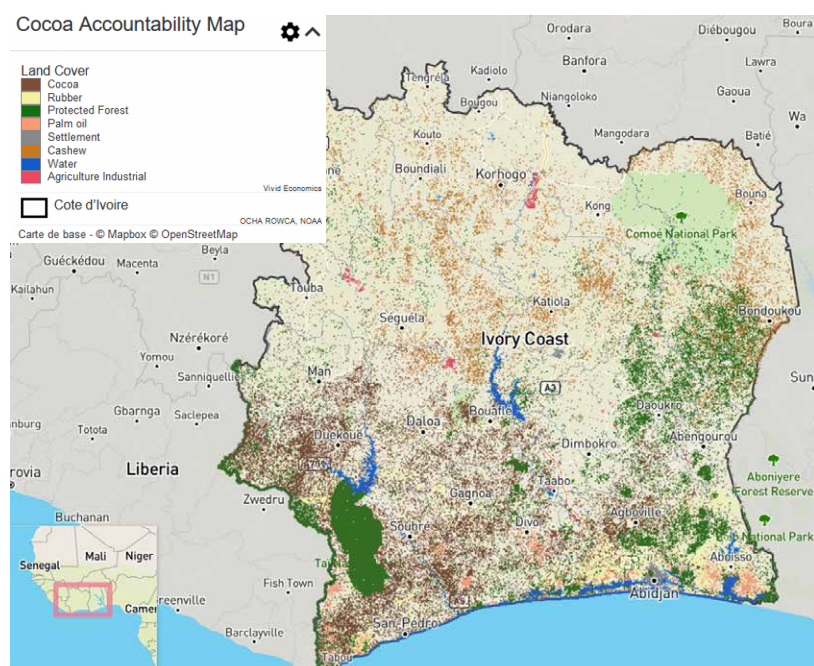 Cocoa Accountability Map
Land Cover
Cocoa
Rubber
Protected Forest
Palm oil
Settlement
Cashew
Water
Agriculture Industrial
Vivid Economics
Cote d'Ivoire
OCHA ROWCA, NOAA
Carte de base - © Mapbox © OpenStreetMap
Orodara
Diébougou
Boura
Banfora
Lawra
Kadiolo
Tengréla
Niangoloko
Gaoua
Bougou
Wa
Kouto
Mangodara
Batié
Boundiali
Korhogo
Bouna
Kong
Comoé National Park
Beyla
Guéckédou
Macenta
N1
Kailahun
Touba
Katiola
Bondoukou
Séguéla
Ivory Coast
Nzérékoré
Yomou
Man
Sanniquellie
A3
Sun
Gbarnga
Saclepea
Daoukro
Totota
Daloa
Bouaflé
Duékoué
Abengourou
Dimbokro
Liberia
Taabo
Aboniyere
Forest Reserve
Zwedru
Gagnoa
Buchanan
Soubré
Divo
Agboville
National Park
Senegal
Mali
Niger
Aboisso
Fish Town
Abidjan
Greenville
Camer
Barclayville
San-Pédro
Tabou